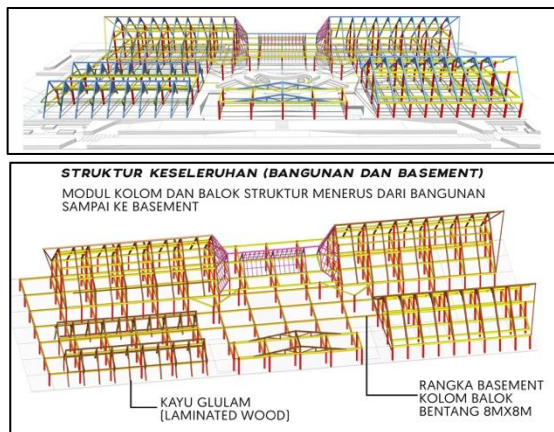 STRUKTUR KESELERUHAN (BANGUNAN DAN BASEMENT)
MODUL KOLOM DAN BALOK STRUKTUR MENERUS DARI BANGUNAN
SAMPAI KE BASEMENT
KAYU GLULAM
(LAMINATED WOOD)
RANGKA BASEMENT
KOLOM BALOK
BENTANG 8MX8M